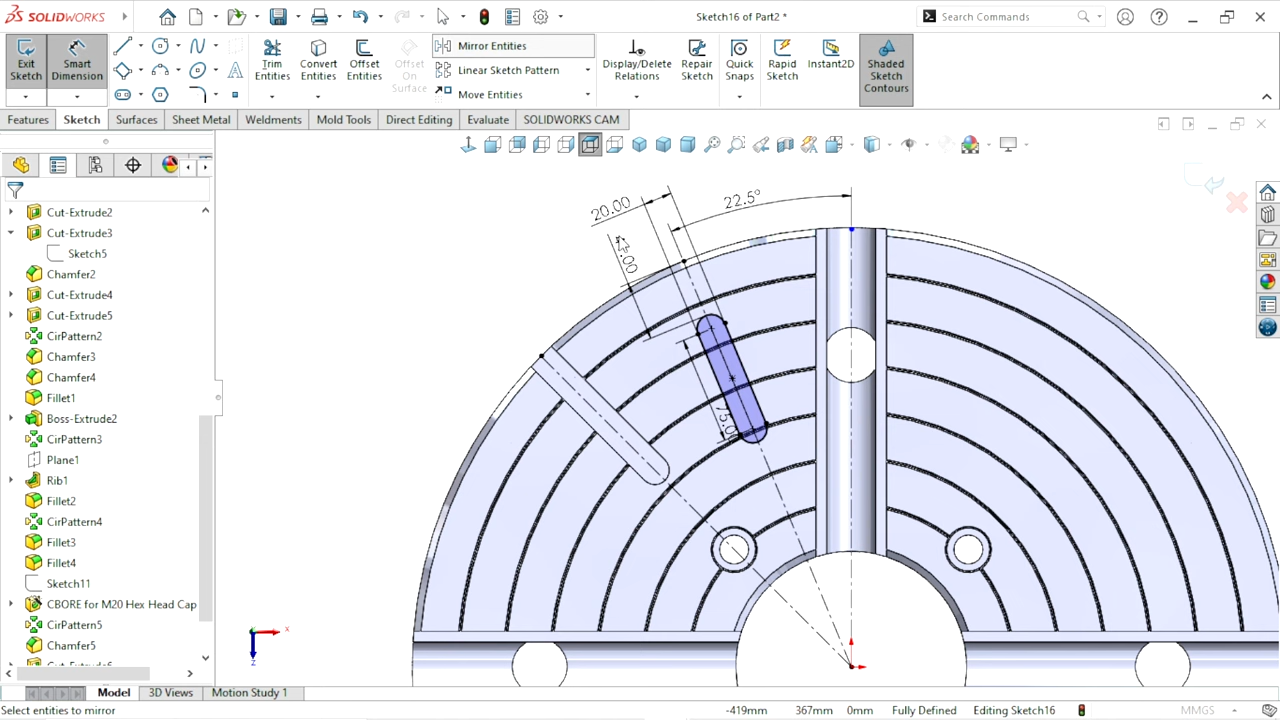 SOLIDWORKS
Sketch16 of Part2 *
Search Commands
Exit Sketch
Smart Dimension
Trim Entities
Convert Entities
Offset Entities
Offset On Surface
Mirror Entities
Linear Sketch Pattern
Move Entities
Display/Delete Relations
Repair Sketch
Quick Snaps
Rapid Sketch
Instant2D
Shaded Sketch Contours
Features
Sketch
Surfaces
Sheet Metal
Weldments
Mold Tools
Direct Editing
Evaluate
SOLIDWORKS CAM
Cut-Extrude2
Cut-Extrude3
Sketch5
Chamfer2
Cut-Extrude4
Cut-Extrude5
CirPattern2
Chamfer3
Chamfer4
Fillet1
Boss-Extrude2
CirPattern3
Plane1
Rib1
Fillet2
CirPattern4
Fillet3
Fillet4
Sketch11
CBORE for M20 Hex Head Cap
CirPattern5
Chamfer5
Cut-Extrude6
20.00
22.5°
75.00
X
Z
Model
3D Views
Motion Study 1
Select entities to mirror
-419mm
367mm
0mm
Fully Defined
Editing Sketch16
MMGS